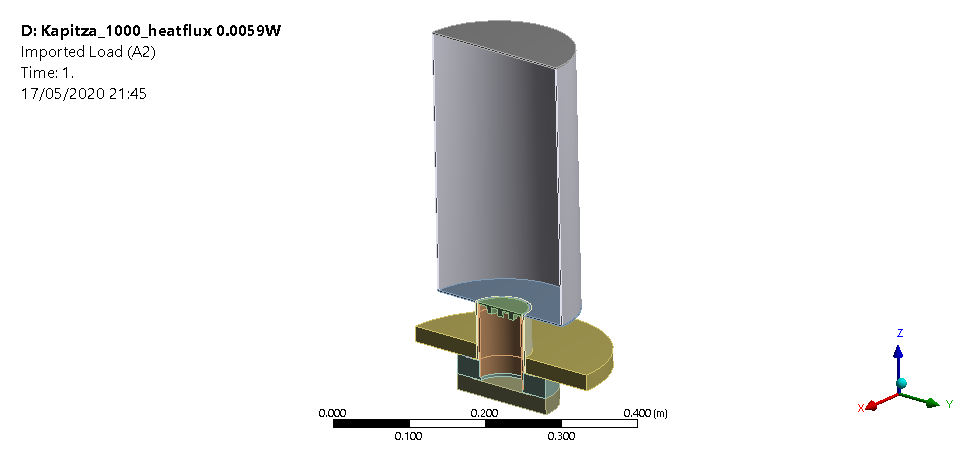 D: Kapitza_1000_heatflux 0.0059W
Imported Load (A2)
Time: 1.
17/05/2020 21:45
Z
X
Y
0.000 0.200 0.400 (m)
0.100 0.300